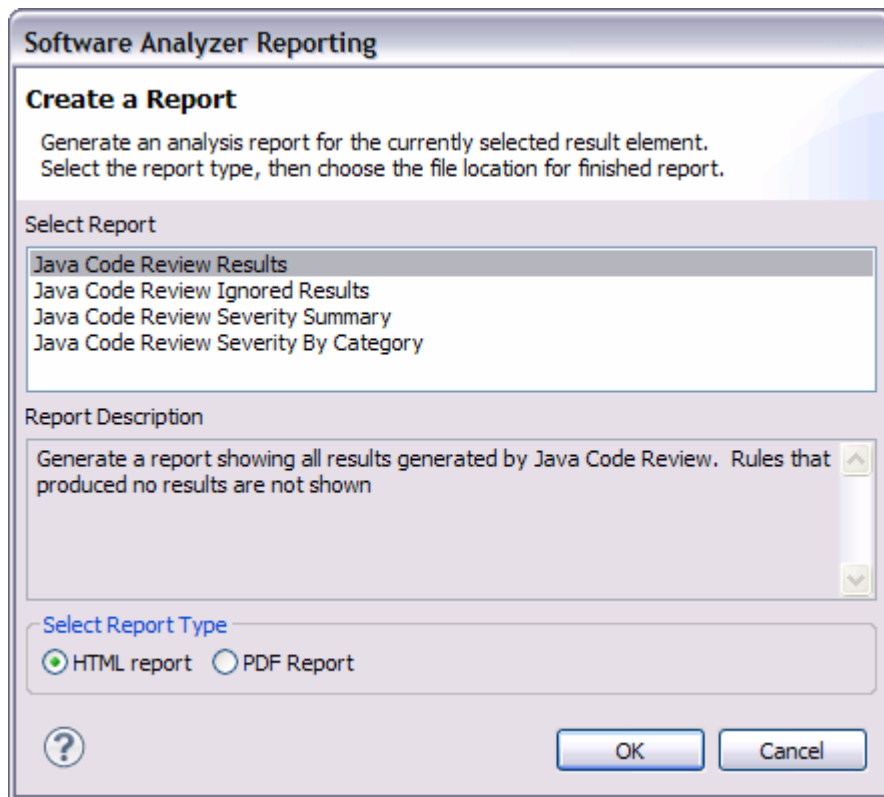 Software Analyzer Reporting
Create a Report
Generate an analysis report for the currently selected result element.
Select the report type, then choose the file location for finished report.
Select Report
Java Code Review Results
Java Code Review Ignored Results
Java Code Review Severity Summary
Java Code Review Severity By Category
Report Description
Generate a report showing all results generated by Java Code Review.  Rules that
produced no results are not shown
Select Report Type
HTML report PDF Report
?
OK Cancel